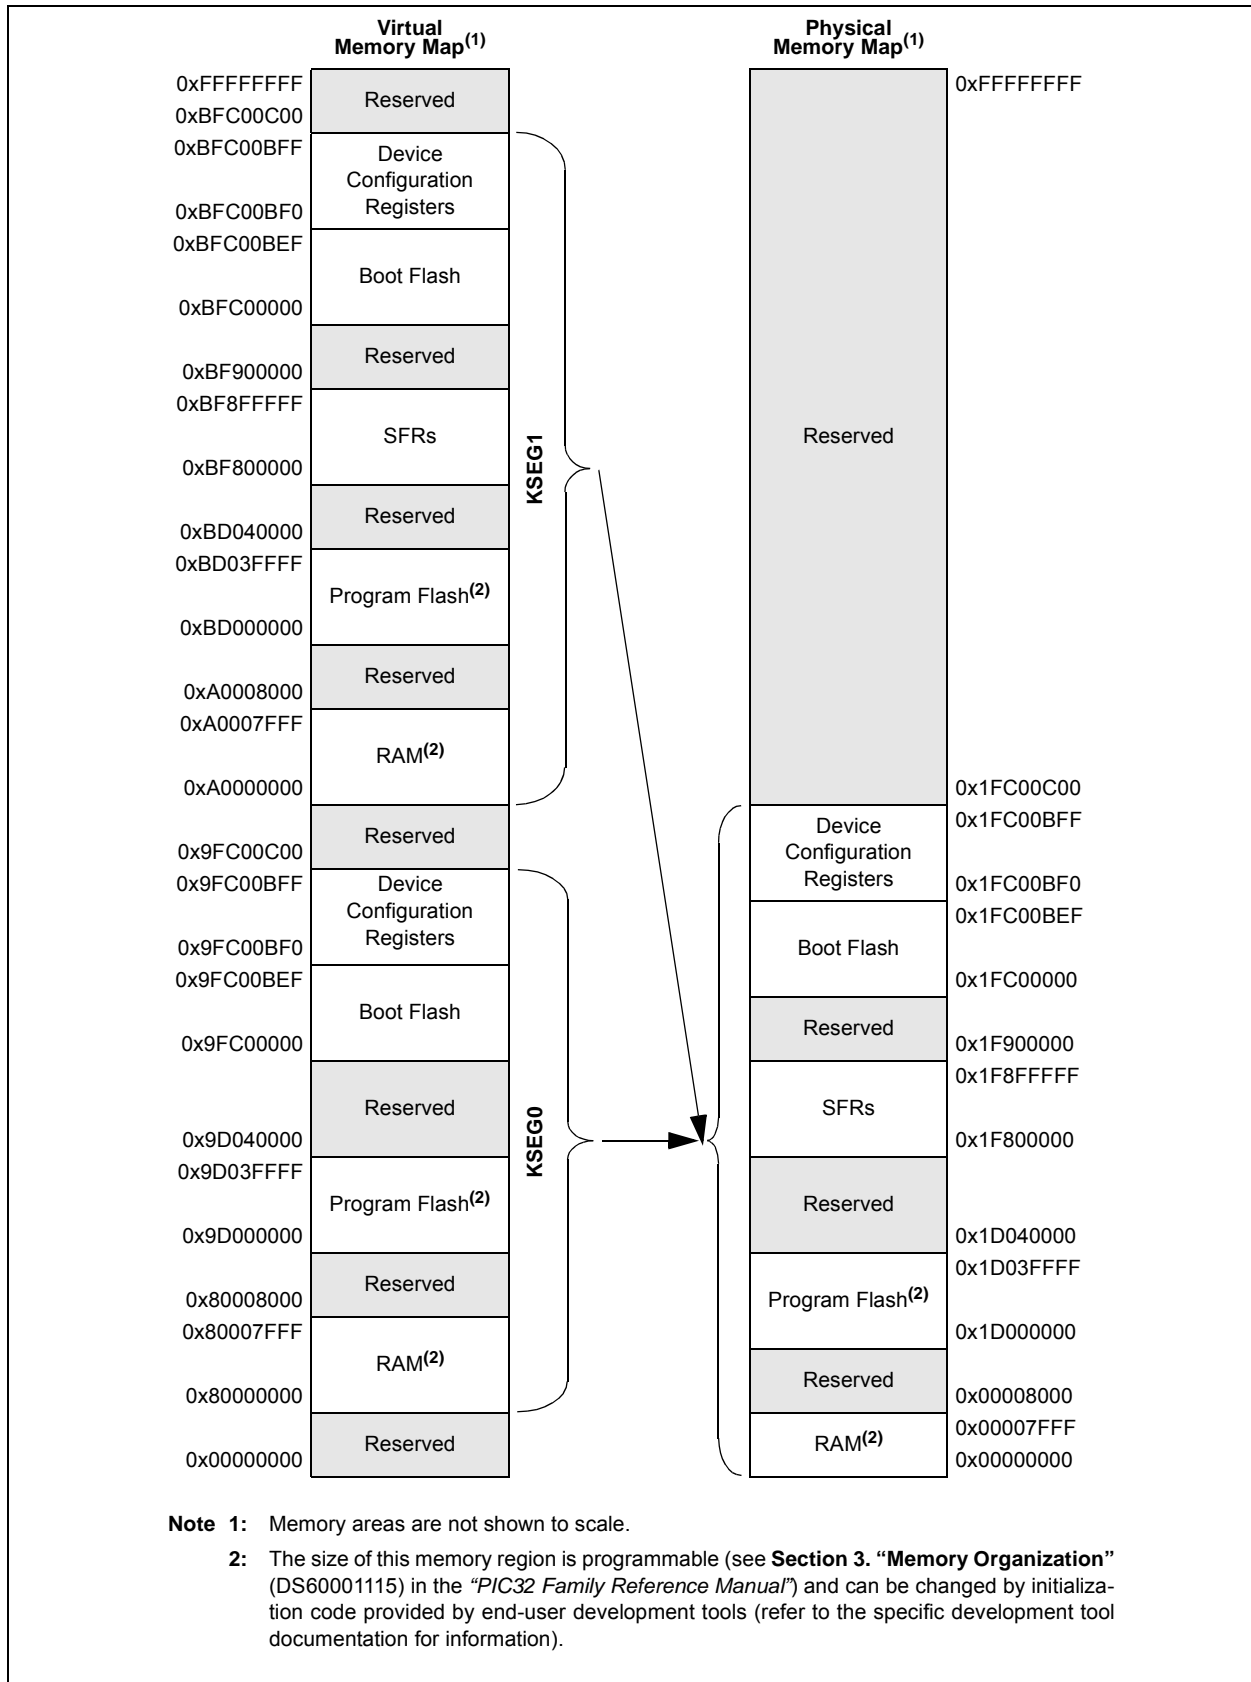 Virtual
Memory Map(1)
0xFFFFFFFF
Reserved
0xBFC00C00
0xBFC00BFF
Device
Configuration
Registers
0xBFC00BF0
0xBFC00BEF
Boot Flash
0xBFC00000
Reserved
0xBF900000
0xBF8FFFFF
SFRs
0xBF800000
Reserved
0xBD040000
0xBD03FFFF
Program Flash(2)
0xBD000000
Reserved
0xA0008000
0xA0007FFF
RAM(2)
0xA0000000
KSEG1
Reserved
0x9FC00C00
0x9FC00BFF
Device
Configuration
Registers
0x9FC00BF0
0x9FC00BEF
Boot Flash
0x9FC00000
Reserved
0x9D040000
0x9D03FFFF
Program Flash(2)
0x9D000000
Reserved
0x80008000
0x80007FFF
RAM(2)
0x80000000
KSEG0
Reserved
0x00000000
Physical
Memory Map(1)
0xFFFFFFFF
Reserved
0x1FC00C00
0x1FC00BFF
Device
Configuration
Registers
0x1FC00BF0
0x1FC00BEF
Boot Flash
0x1FC00000
Reserved
0x1F900000
0x1F8FFFFF
SFRs
0x1F800000
Reserved
0x1D040000
0x1D03FFFF
Program Flash(2)
0x1D000000
Reserved
0x00008000
0x00007FFF
RAM(2)
0x00000000
Note 1: Memory areas are not shown to scale.
2: The size of this memory region is programmable (see Section 3. “Memory Organization”
(DS60001115) in the “PIC32 Family Reference Manual”) and can be changed by initializa-
tion code provided by end-user development tools (refer to the specific development tool
documentation for information).